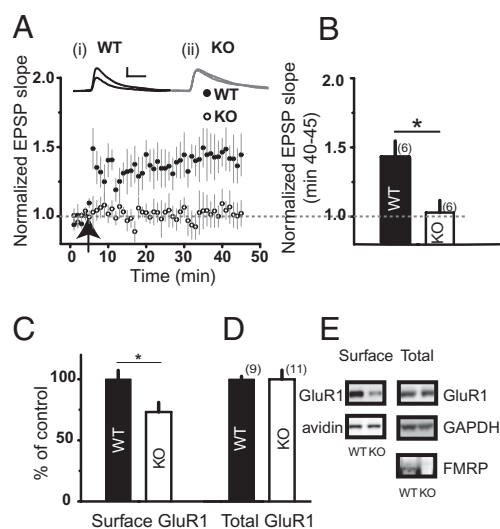 A
(i) WT
(ii) KO
Normalized EPSP slope
2.0
1.5
1.0
WT
KO
0 10 20 30 40 50
Time (min)
B
Normalized EPSP slope
(min 40-45)
2.0
1.0
*
(6)
(6)
WT
KO
C
% of control
100
75
50
0
*
WT
KO
Surface GluR1
D
(9)
(11)
WT
KO
Total GluR1
E
Surface Total
GluR1 GluR1
avidin GAPDH
WT KO
FMRP
WT KO